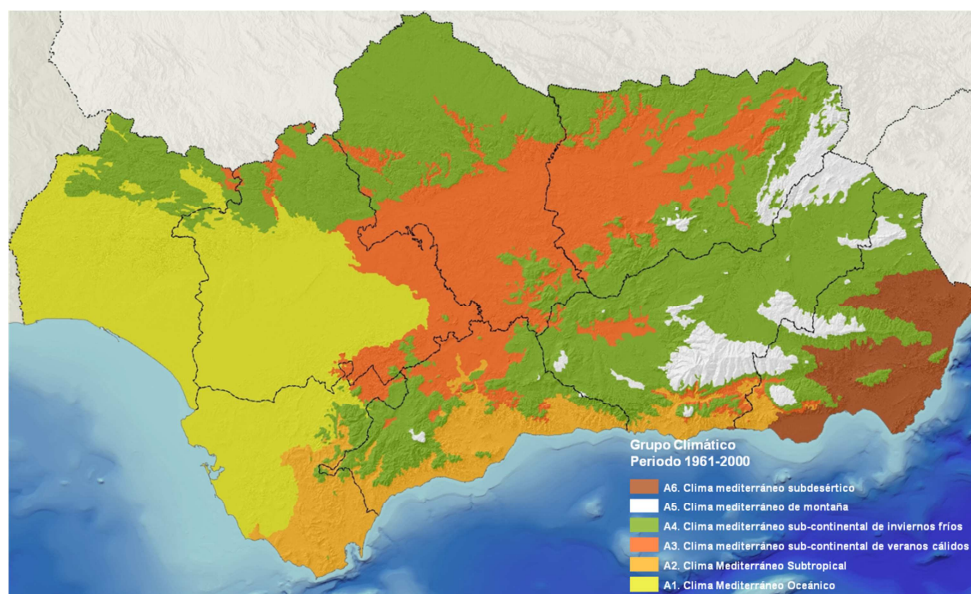 Grupo Climático
Periodo 1961-2000
A6. Clima mediterráneo subdesértico
A5. Clima mediterráneo de montaña
A4. Clima mediterráneo sub-continental de inviernos fríos
A3. Clima mediterráneo sub-continental de veranos cálidos
A2. Clima Mediterráneo Subtropical
A1. Clima Mediterráneo Oceánico